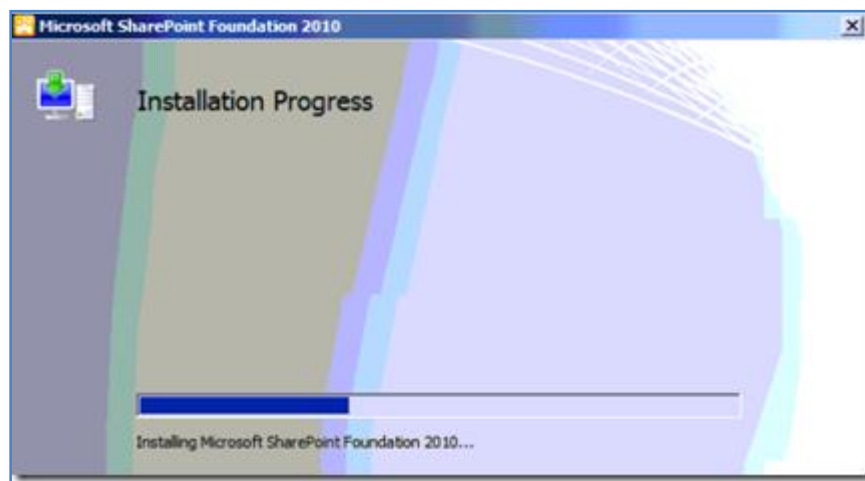 Microsoft SharePoint Foundation 2010
Installation Progress
Installing Microsoft SharePoint Foundation 2010...